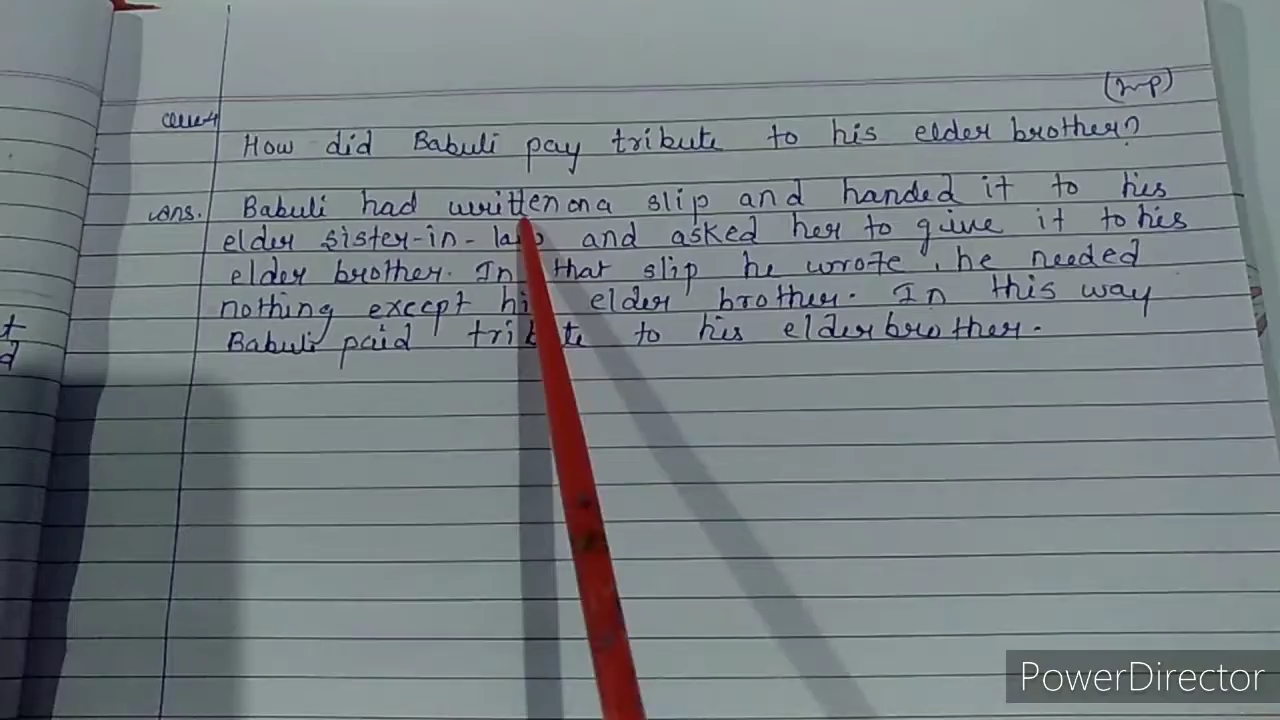 (Imp)
How did Babuli pay tribute to his elder brother?
Ans. Babuli had written on a slip and handed it to his
elder sister-in-law and asked her to give it to his
elder brother. In that slip he wrote, he needed
nothing except his elder brother. In this way
Babuli paid tribute to his elder brother.
PowerDirector